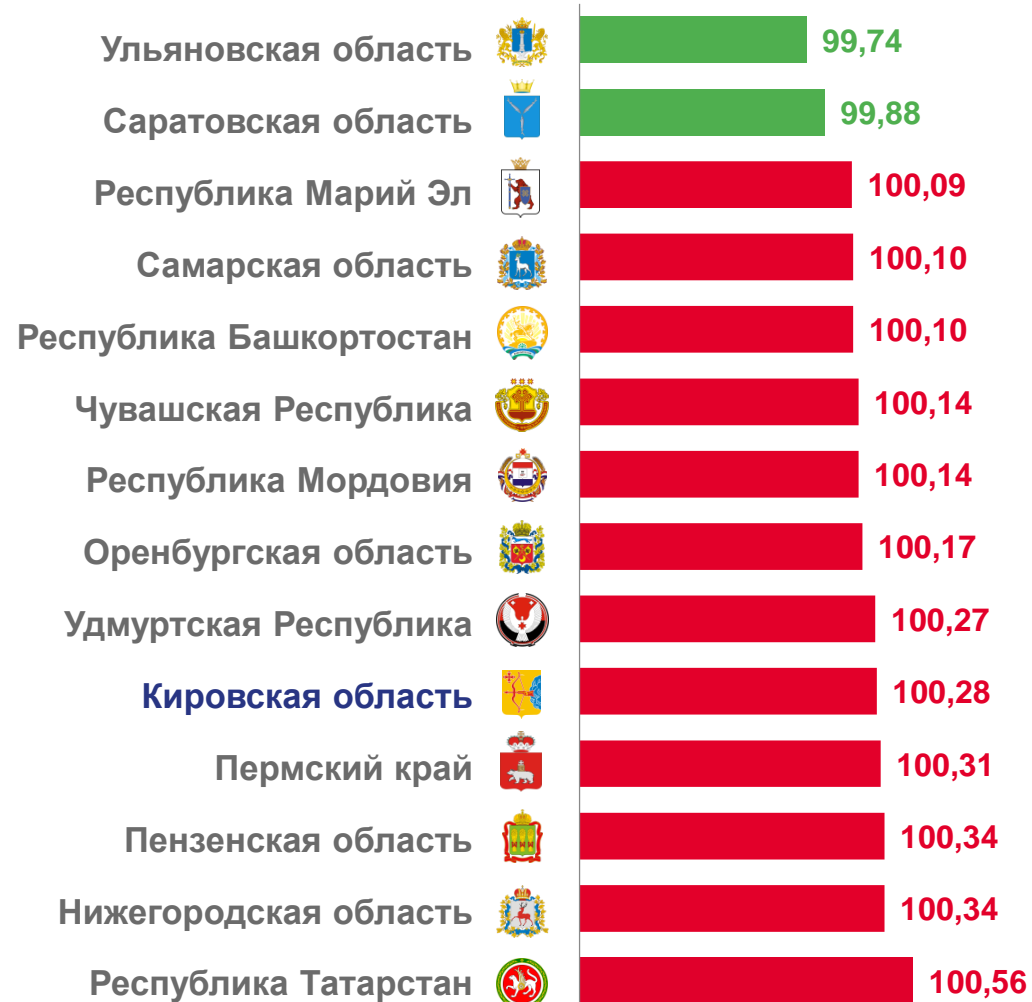 Ульяновская область 99,74
Саратовская область 99,88
Республика Марий Эл 100,09
Самарская область 100,10
Республика Башкортостан 100,10
Чувашская Республика 100,14
Республика Мордовия 100,14
Оренбургская область 100,17
Удмуртская Республика 100,27
Кировская область 100,28
Пермский край 100,31
Пензенская область 100,34
Нижегородская область 100,34
Республика Татарстан 100,56